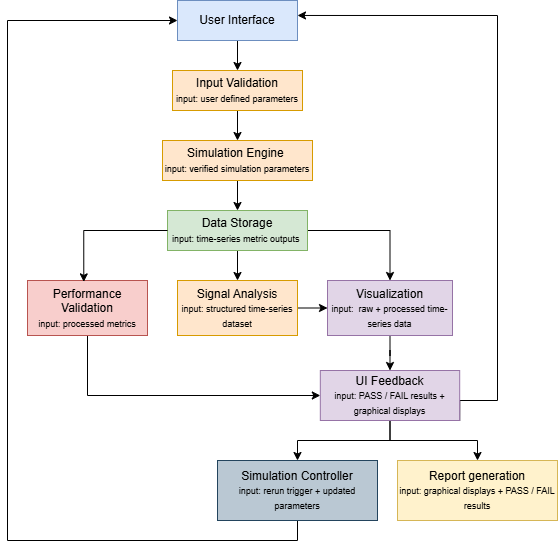 User Interface
Input Validation
input: user defined parameters
Simulation Engine
input: verified simulation parameters
Data Storage
input: time-series metric outputs
Performance
Validation
input: processed metrics
Signal Analysis
input: structured time-series
dataset
Visualization
input: raw + processed time-
series data
UI Feedback
input: PASS / FAIL results +
graphical displays
Simulation Controller
input: rerun trigger + updated
parameters
Report generation
input: graphical displays + PASS / FAIL
results